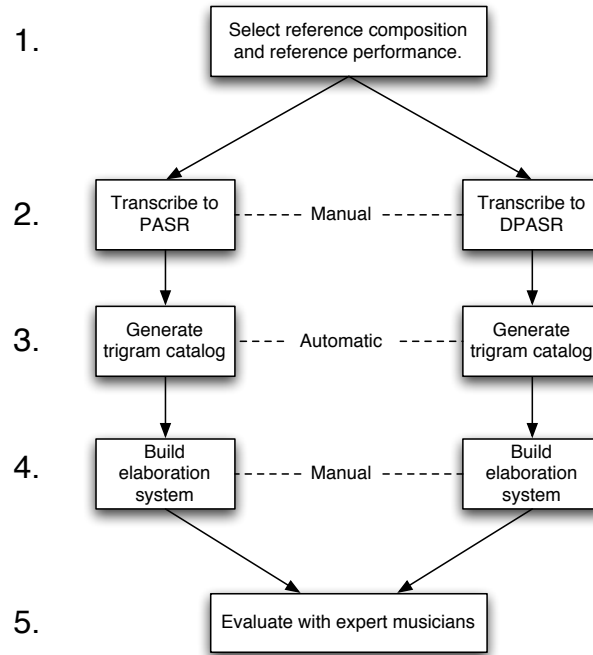 1.
Select reference composition
and reference performance.
2.
Transcribe to
PASR
Manual
Transcribe to
DPASR
3.
Generate
trigram catalog
Automatic
Generate
trigram catalog
4.
Build
elaboration
system
Manual
Build
elaboration
system
5.
Evaluate with expert musicians